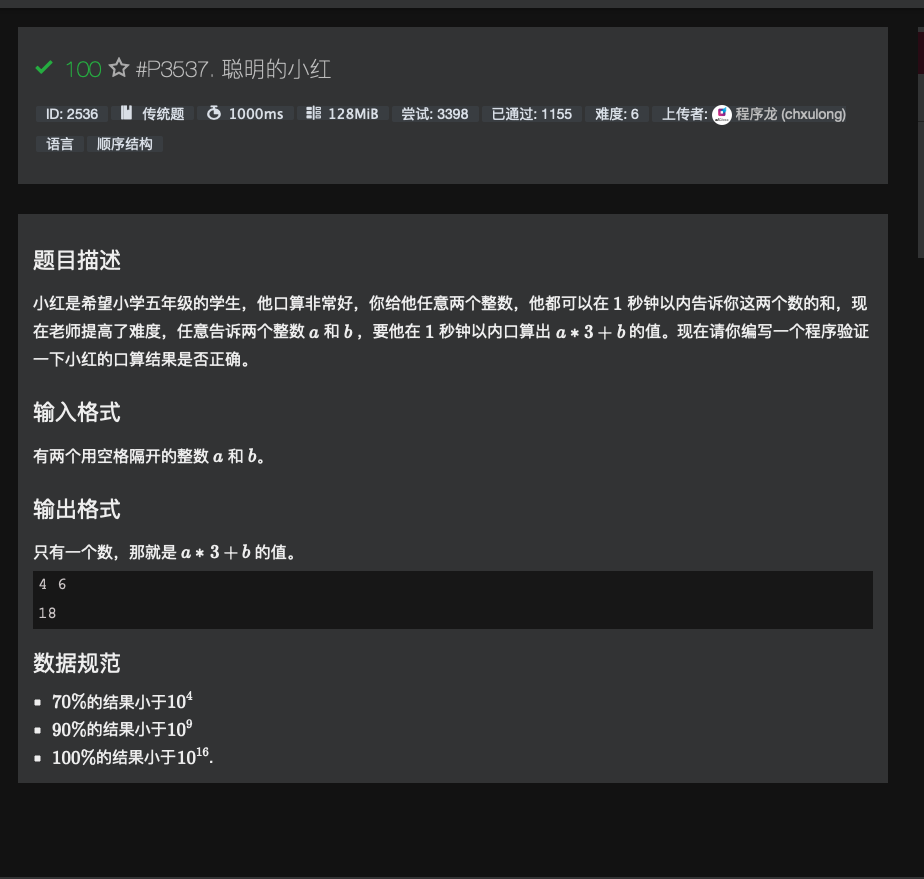 100 #P3537. 聪明的小红
ID: 2536 传统题 1000ms 128MiB 尝试: 3398 已通过: 1155 难度: 6 上传者: 程序龙 (chxulong)
语言 顺序结构
题目描述
小红是希望小学五年级的学生，他口算非常好，你给他任意两个整数，他都可以在 1 秒钟以内告诉你这两个数的和，现
在老师提高了难度，任意告诉两个整数 a 和 b ，要他在 1 秒钟以内口算出 a * 3 + b 的值。现在请你编写一个程序验证
一下小红的口算结果是否正确。
输入格式
有两个用空格隔开的整数 a 和 b。
输出格式
只有一个数，那就是 a * 3 + b 的值。
4 6
18
数据规范
▪ 70%的结果小于10⁴
▪ 90%的结果小于10⁹
▪ 100%的结果小于10¹⁶.